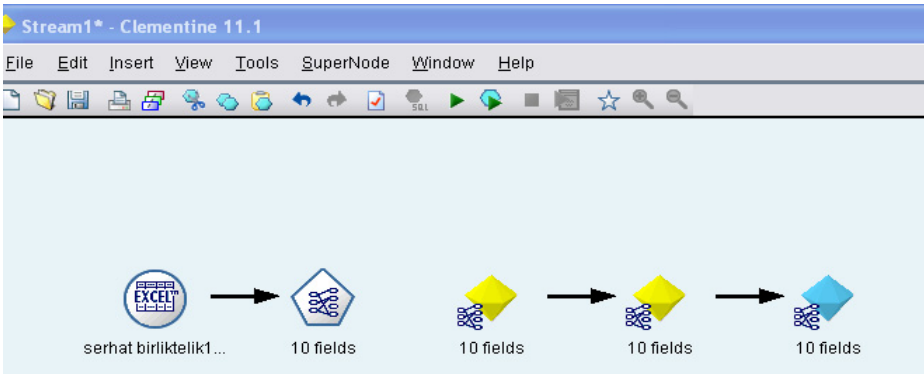 Stream1* - Clementine 11.1
File Edit Insert View Tools SuperNode Window Help
SQL
EXCEL
serhat birliktelik1... 10 fields 10 fields 10 fields 10 fields